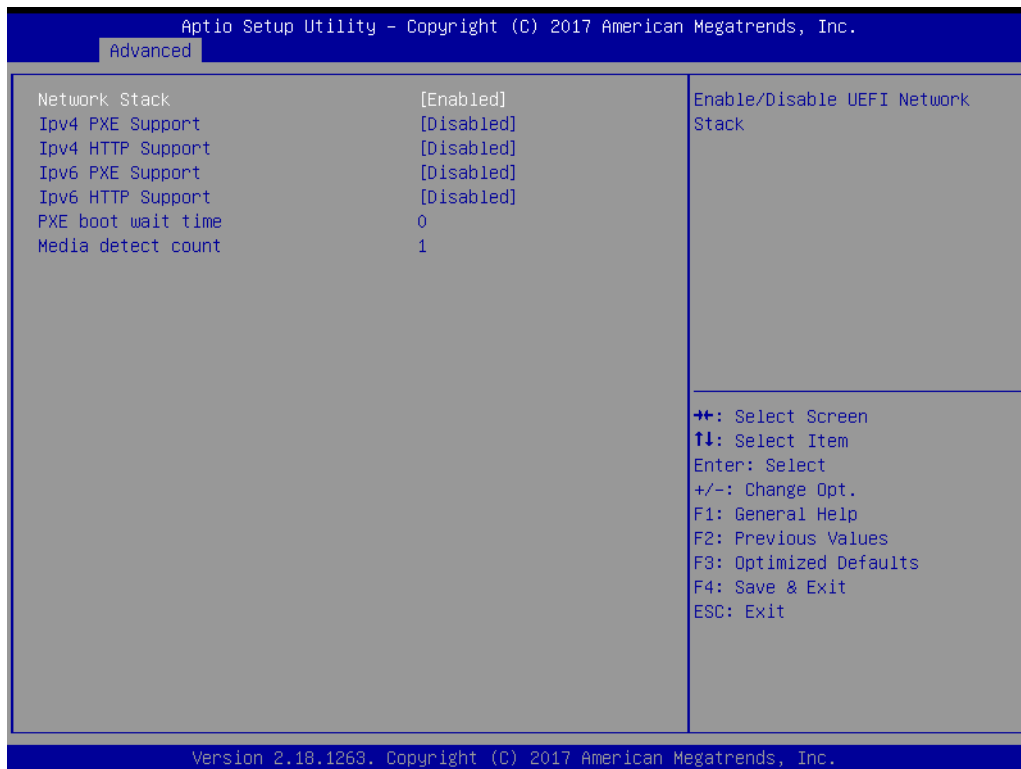 Aptio Setup Utility – Copyright (C) 2017 American Megatrends, Inc.
Advanced
Network Stack [Enabled]
Ipv4 PXE Support [Disabled]
Ipv4 HTTP Support [Disabled]
Ipv6 PXE Support [Disabled]
Ipv6 HTTP Support [Disabled]
PXE boot wait time 0
Media detect count 1
Enable/Disable UEFI Network
Stack
→←: Select Screen
↑↓: Select Item
Enter: Select
+/-: Change Opt.
F1: General Help
F2: Previous Values
F3: Optimized Defaults
F4: Save & Exit
ESC: Exit
Version 2.18.1263. Copyright (C) 2017 American Megatrends, Inc.